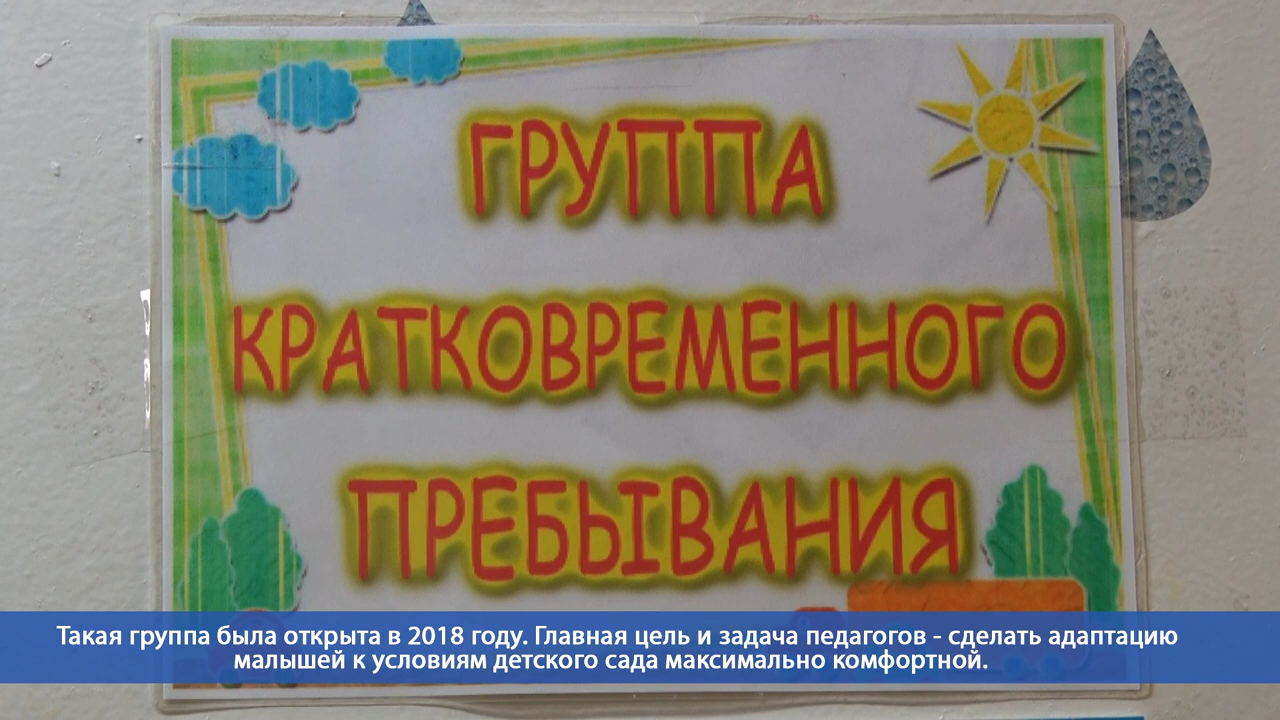 ГРУППА
КРАТКОВРЕМЕННОГО
ПРЕБЫВАНИЯ
Такая группа была открыта в 2018 году. Главная цель и задача педагогов - сделать адаптацию
малышей к условиям детского сада максимально комфортной.